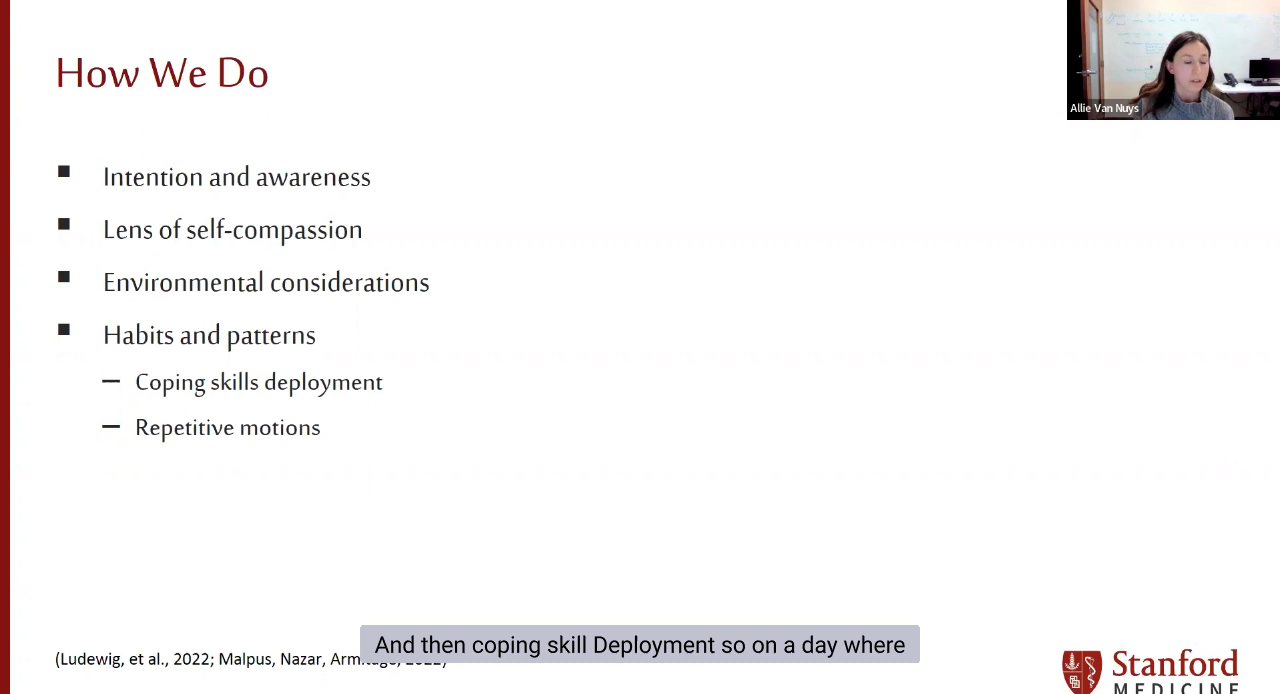 How We Do
Allie Van Nuys
Intention and awareness
Lens of self-compassion
Environmental considerations
Habits and patterns
Coping skills deployment
Repetitive motions
And then coping skill Deployment so on a day where
(Ludewig, et al., 2022; Malpus, Nazar,
Stanford
MEDICINE